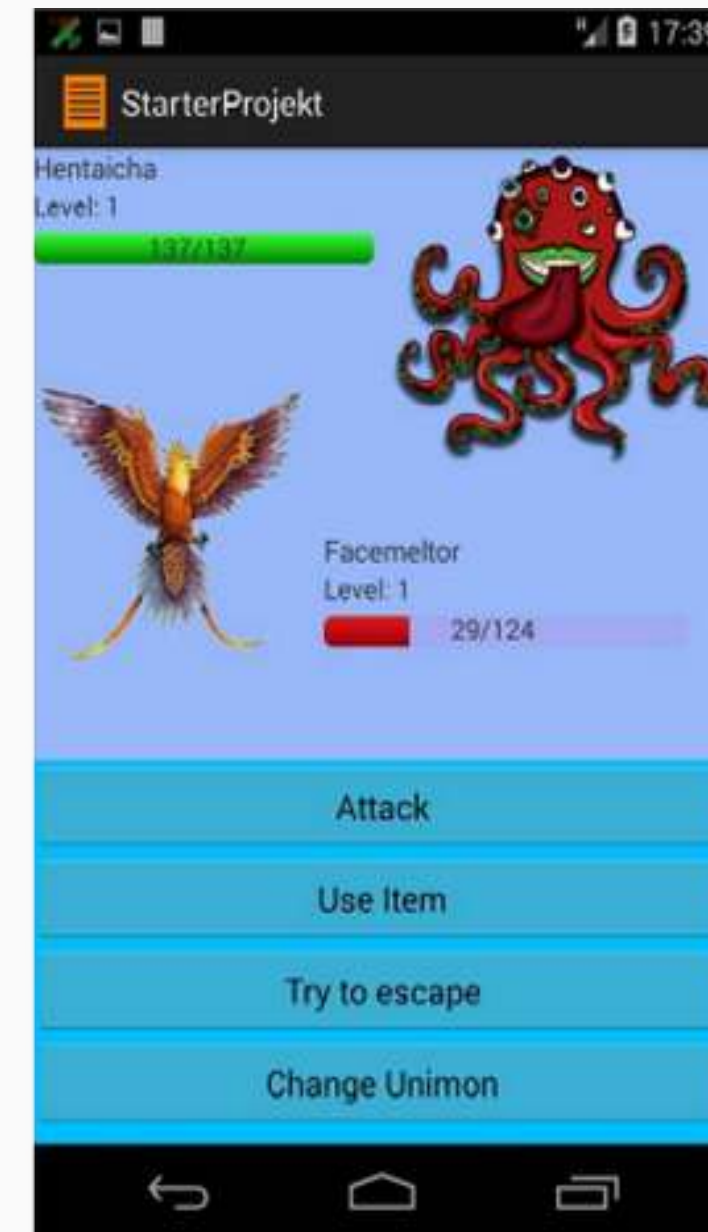 17:39
StarterProjekt
Hentaicha
Level: 1
137/137
Facemeltor
Level: 1
29/124
Attack
Use Item
Try to escape
Change Unimon